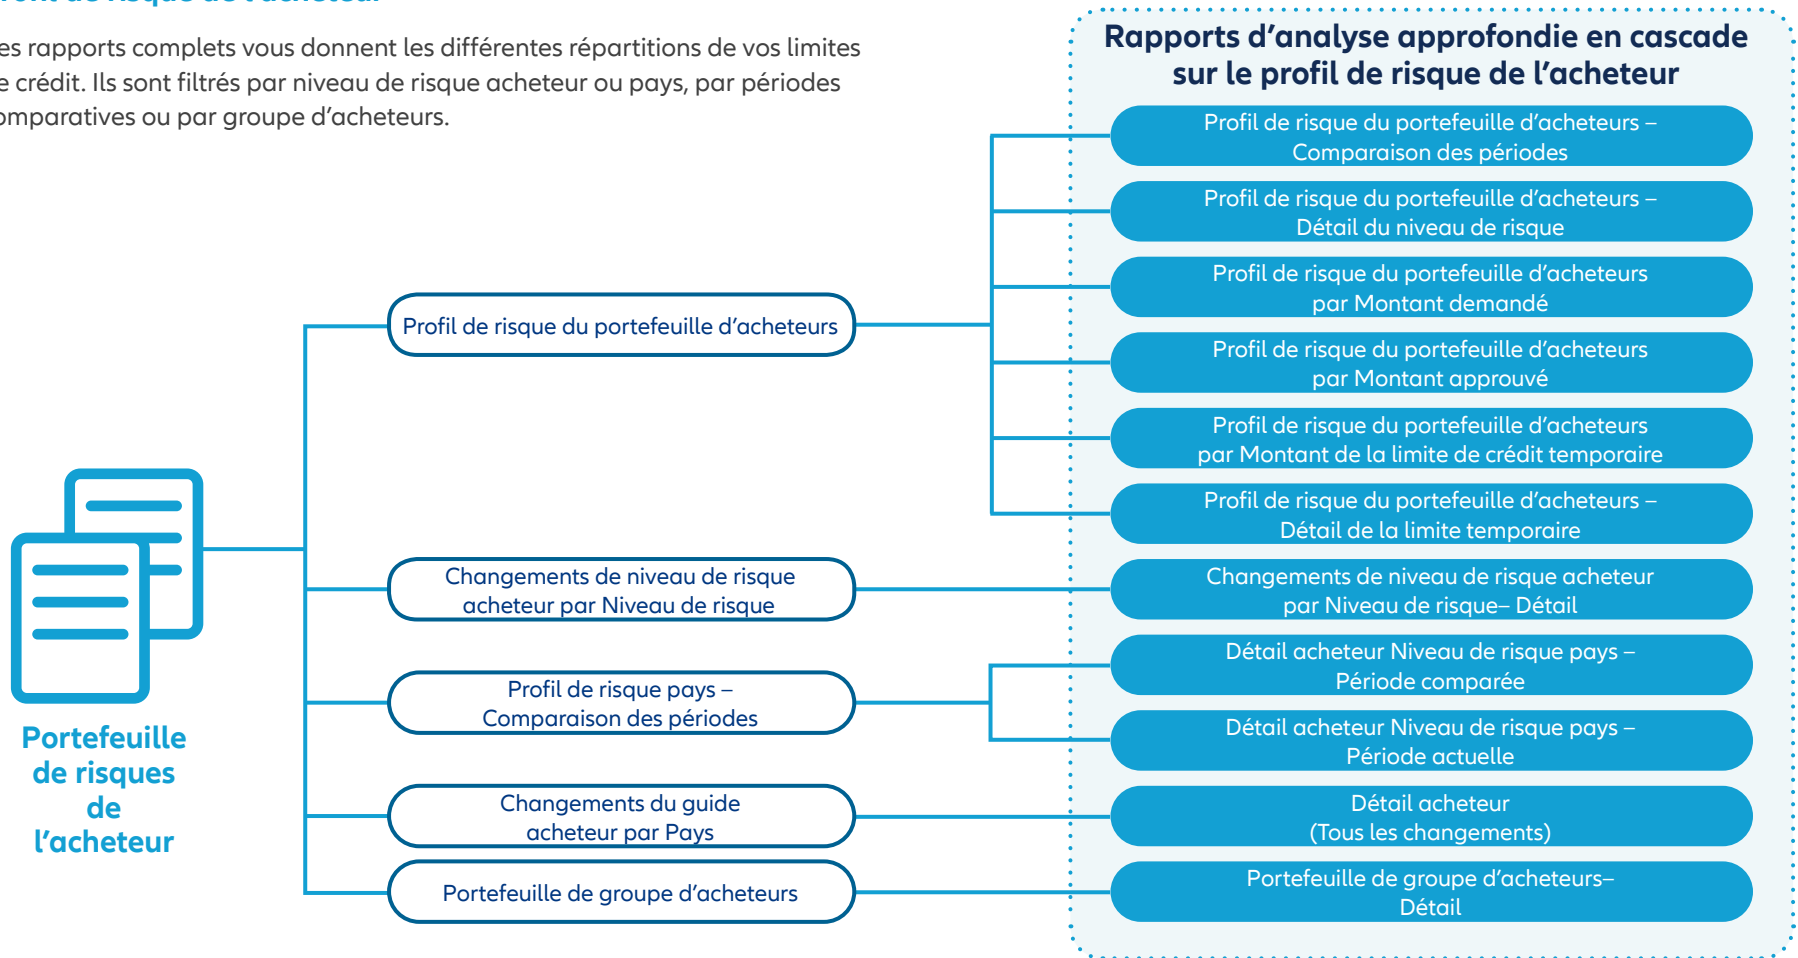 Profil de risque de l'acheteur
es rapports complets vous donnent les différentes répartitions de vos limites
e crédit. Ils sont filtrés par niveau de risque acheteur ou pays, par périodes
omparatives ou par groupe d'acheteurs.
Portefeuille
de risques
de
l'acheteur
Profil de risque du portefeuille d'acheteurs
Changements de niveau de risque
acheteur par Niveau de risque
Profil de risque pays –
Comparaison des périodes
Changements du guide
acheteur par Pays
Portefeuille de groupe d'acheteurs
Rapports d'analyse approfondie en cascade
sur le profil de risque de l'acheteur
Profil de risque du portefeuille d'acheteurs –
Comparaison des périodes
Profil de risque du portefeuille d'acheteurs –
Détail du niveau de risque
Profil de risque du portefeuille d'acheteurs
par Montant demandé
Profil de risque du portefeuille d'acheteurs
par Montant approuvé
Profil de risque du portefeuille d'acheteurs
par Montant de la limite de crédit temporaire
Profil de risque du portefeuille d'acheteurs –
Détail de la limite temporaire
Changements de niveau de risque acheteur
par Niveau de risque– Détail
Détail acheteur Niveau de risque pays –
Période comparée
Détail acheteur Niveau de risque pays –
Période actuelle
Détail acheteur
(Tous les changements)
Portefeuille de groupe d'acheteurs–
Détail